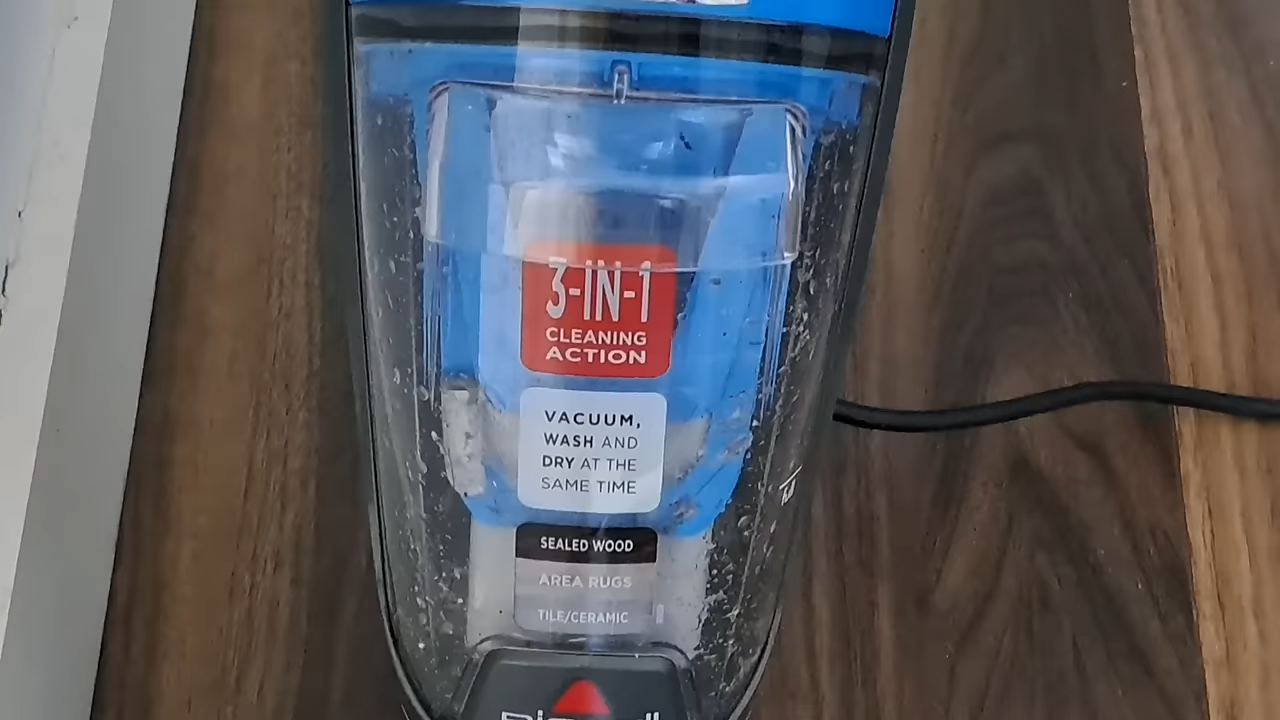 3-IN-1
CLEANING
ACTION
VACUUM,
WASH AND
DRY AT THE
SAME TIME
SEALED WOOD
AREA RUGS
TILE/CERAMIC